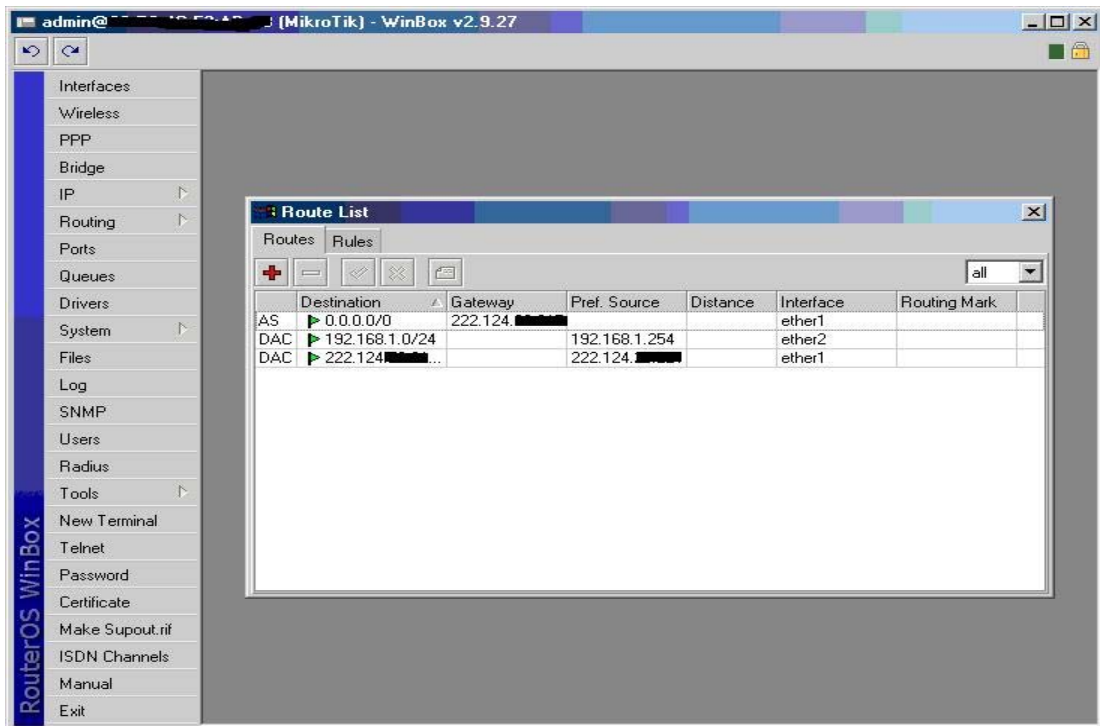 admin@ (MikroTik) - WinBox v2.9.27
Interfaces
Wireless
PPP
Bridge
IP
Routing
Ports
Queues
Drivers
System
Files
Log
SNMP
Users
Radius
Tools
New Terminal
Telnet
Password
Certificate
Make Supout.rif
ISDN Channels
Manual
Exit
RouterOS WinBox
Route List
Routes Rules
all
Destination Gateway Pref. Source Distance Interface Routing Mark
AS 0.0.0.0/0 222.124. ether1
DAC 192.168.1.0/24 192.168.1.254 ether2
DAC 222.124 ... 222.124. ether1